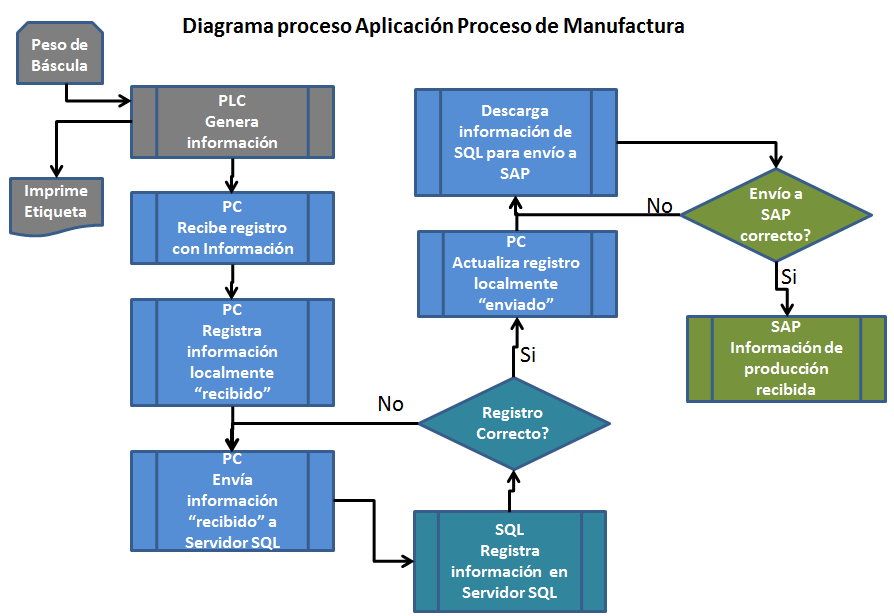 Diagrama proceso Aplicación Proceso de Manufactura
Peso de
Báscula
PLC
Genera
información
Imprime
Etiqueta
PC
Recibe registro
con Información
PC
Registra
información
localmente
“recibido”
PC
Envía
información
“recibido” a
Servidor SQL
SQL
Registra
información en
Servidor SQL
Registro
Correcto?
No
Si
PC
Actualiza registro
localmente
“enviado”
Descarga
información de
SQL para envío a
SAP
Envío a
SAP
correcto?
No
Si
SAP
Información de
producción
recibida